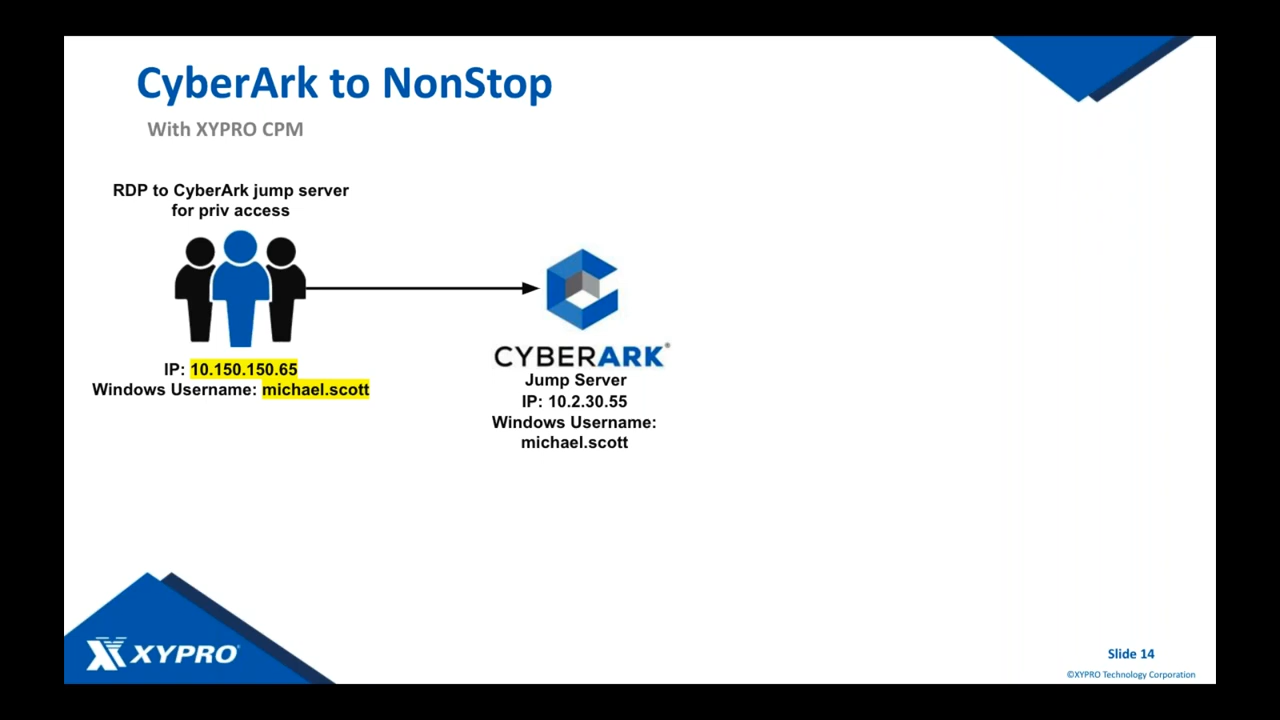 CyberArk to NonStop
With XYPRO CPM
RDP to CyberArk jump server
for priv access
IP: 10.150.150.65
Windows Username: michael.scott
CYBERARK®
Jump Server
IP: 10.2.30.55
Windows Username:
michael.scott
XYPRO
Slide 14
©XYPRO Technology Corporation